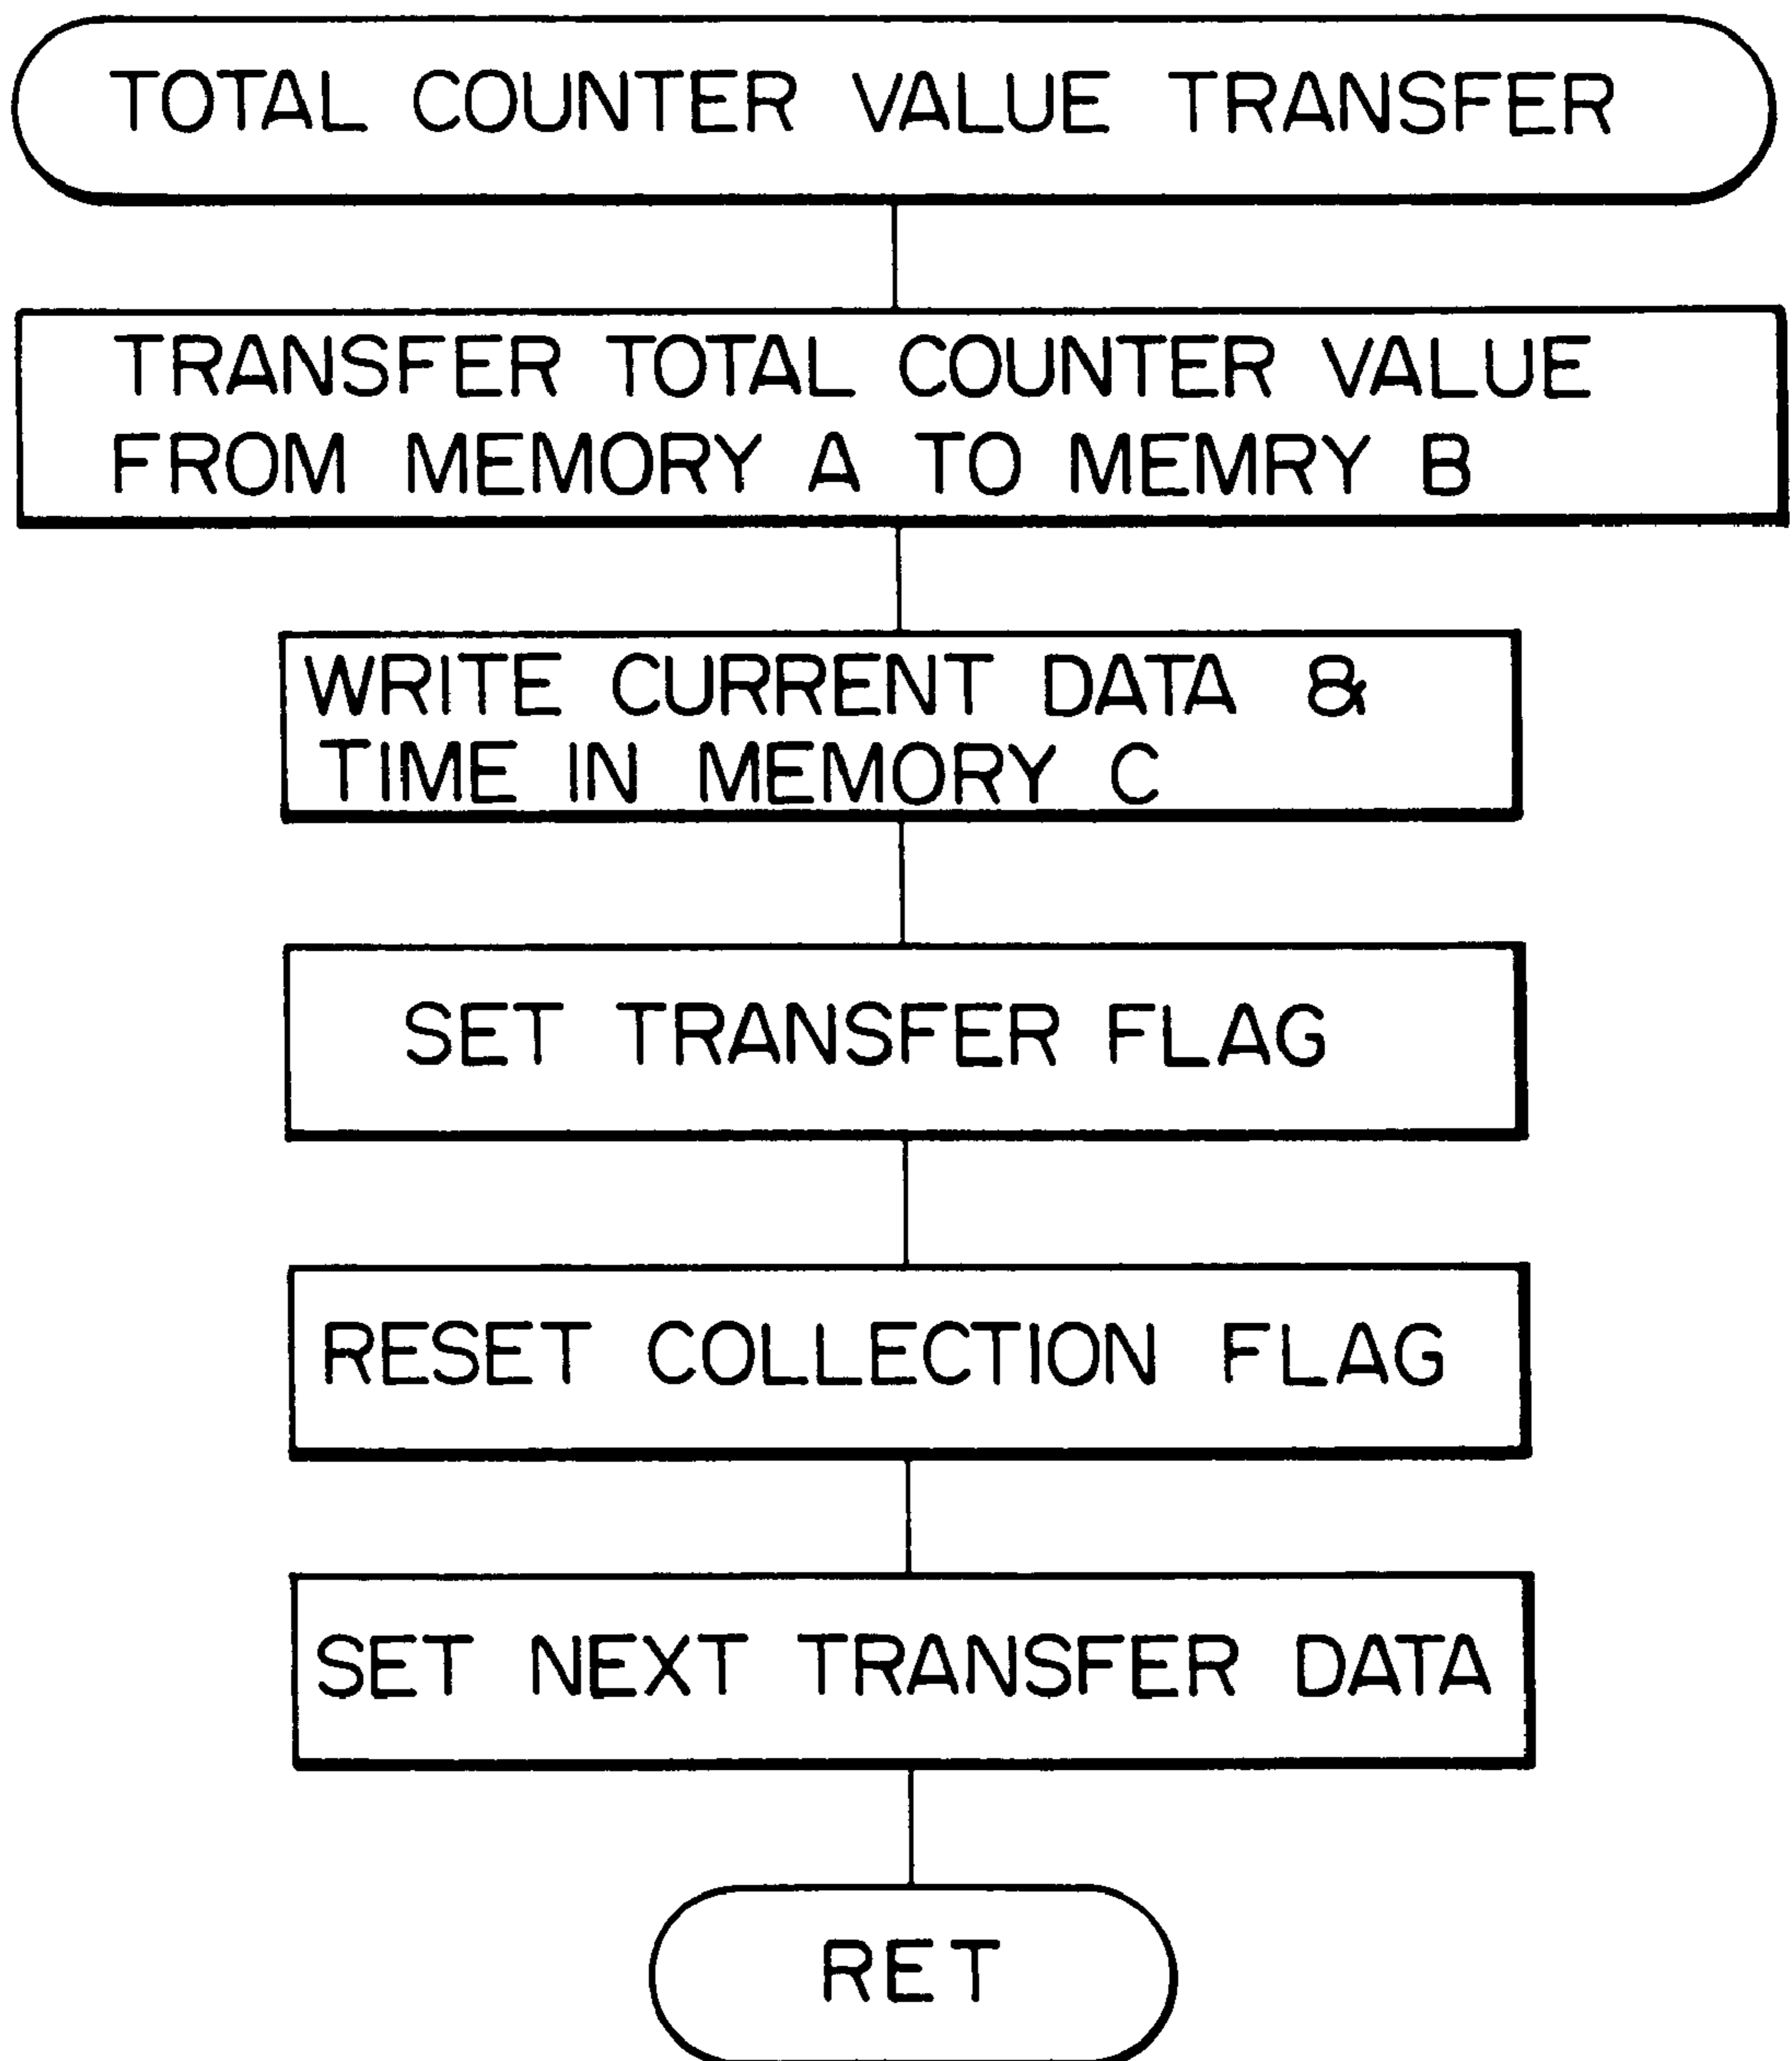 TOTAL COUNTER VALUE TRANSFER
TRANSFER TOTAL COUNTER VALUE
FROM MEMORY A TO MEMRY B
WRITE CURRENT DATA &
TIME IN MEMORY C
SET TRANSFER FLAG
RESET COLLECTION FLAG
SET NEXT TRANSFER DATA
RET